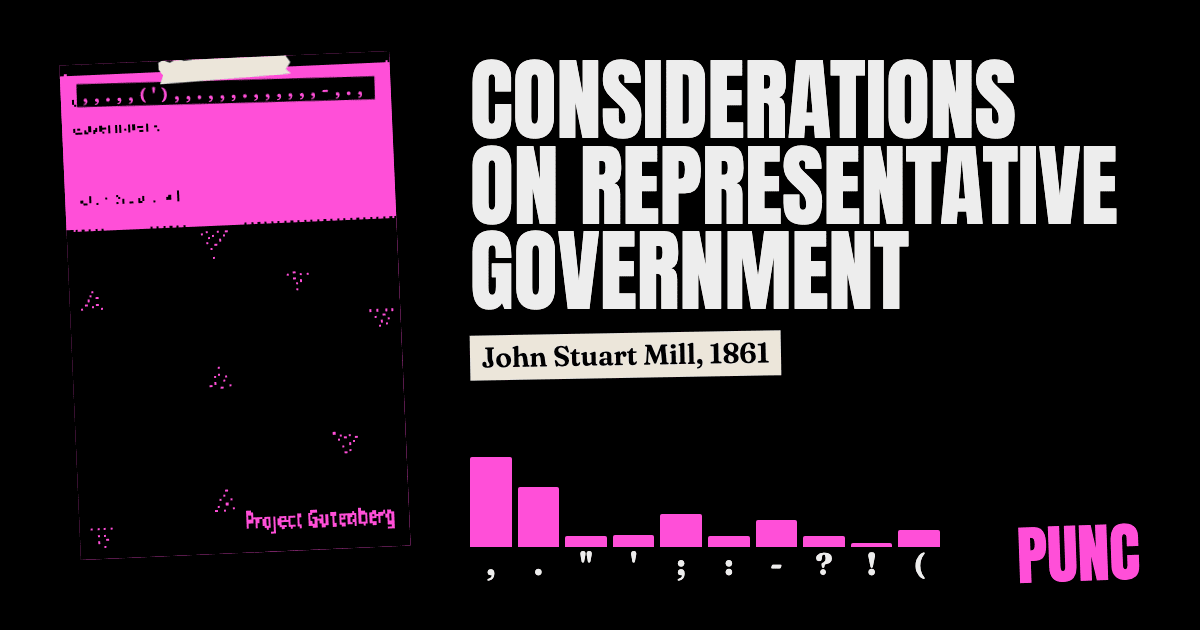 ,,.,,('),,.,,,.,,,,,,-,.,
Project Gutenberg
CONSIDERATIONS
ON REPRESENTATIVE
GOVERNMENT
John Stuart Mill, 1861
, . " ' ; : - ? ! (
PUNC